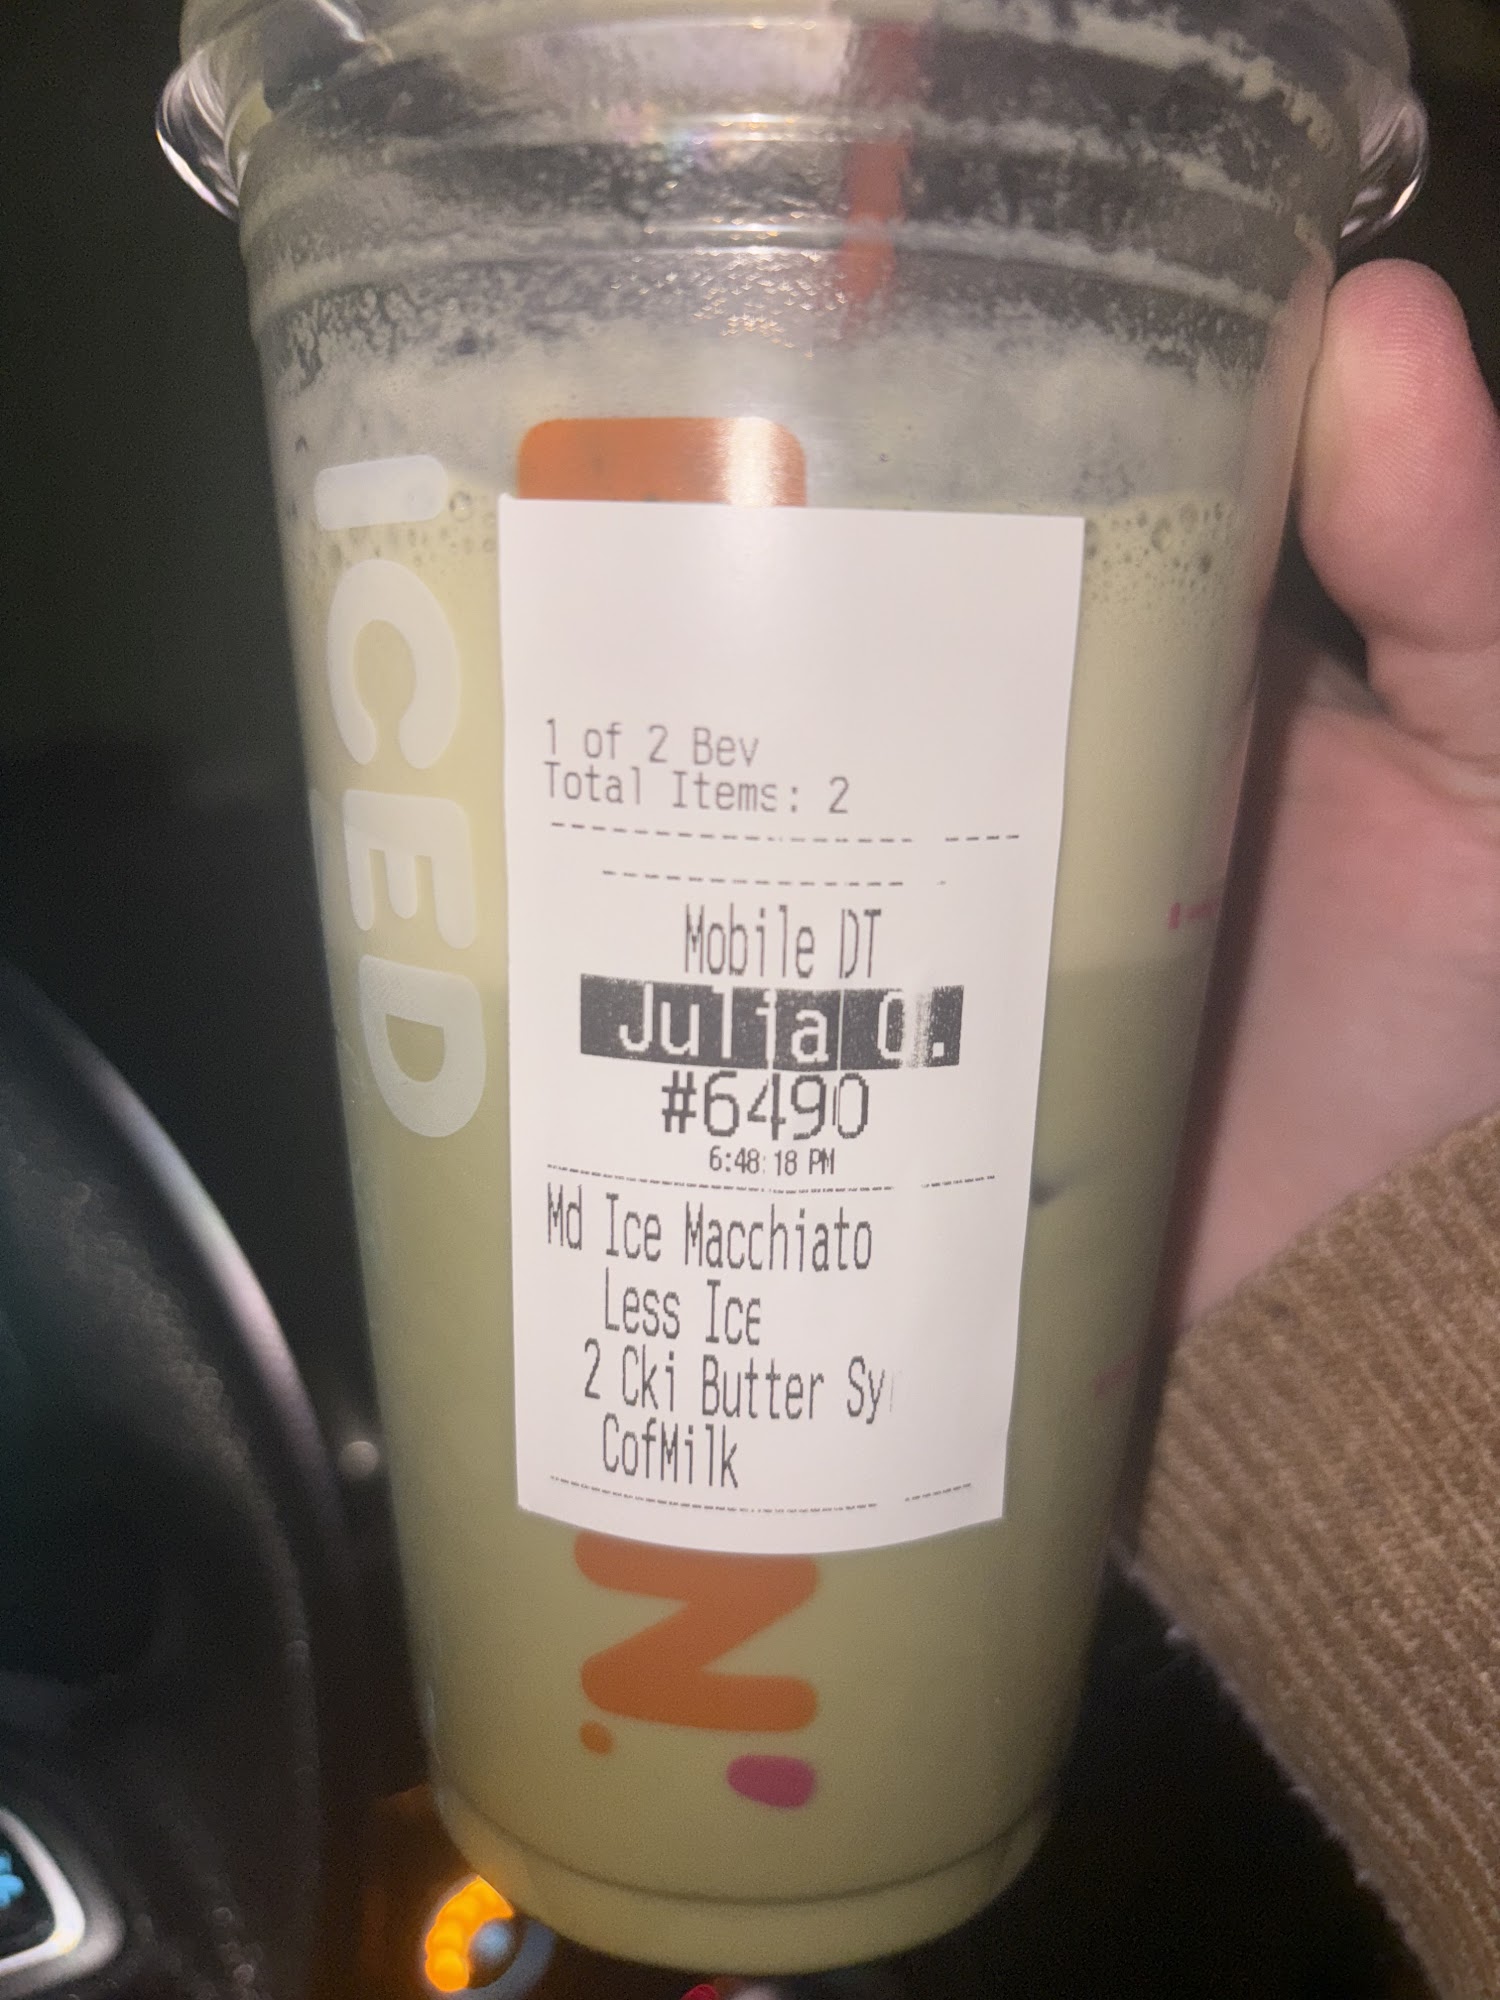 ICED
1 of 2 Bev
Total Items: 2
Mobile DT
Julia
#6490
6:48:18 PM
Md Ice Macchiato
Less Ice
2 Cki Butter Sy
CofMilk
N'